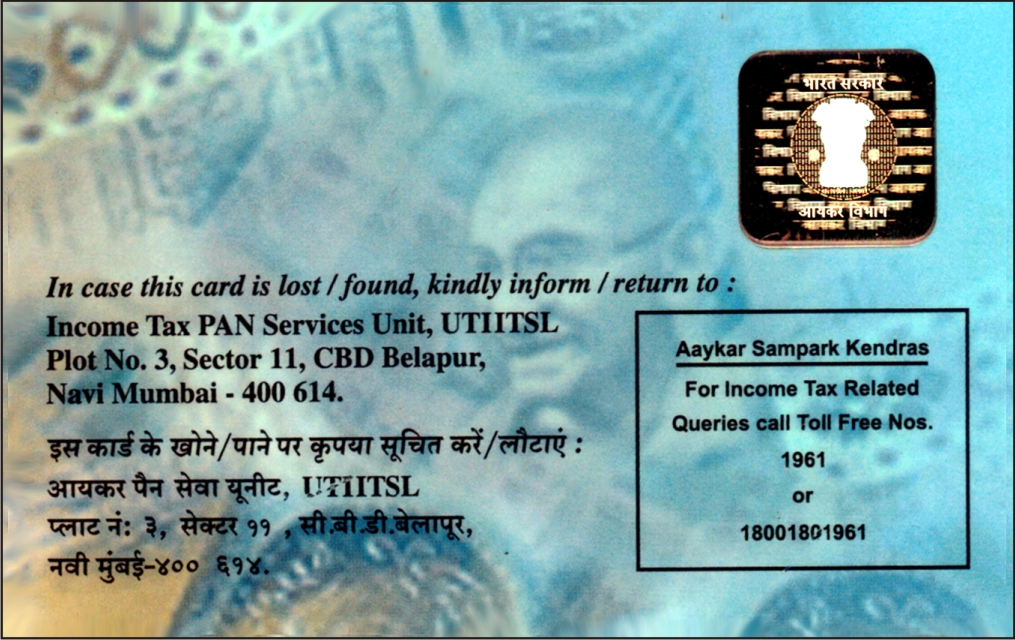 भारत सरकार
आयकर विभाग
In case this card is lost / found, kindly inform / return to :
Income Tax PAN Services Unit, UTIITSL
Plot No. 3, Sector 11, CBD Belapur,
Navi Mumbai - 400 614.
इस कार्ड के खोने/पाने पर कृपया सूचित करें/लौटाएं :
आयकर पैन सेवा यूनीट, UTIITSL
प्लाट नं: ३, सेक्टर ११ , सी.बी.डी.बेलापूर,
नवी मुंबई-४०० ६१४.
Aaykar Sampark Kendras
For Income Tax Related
Queries call Toll Free Nos.
1961
or
18001801961